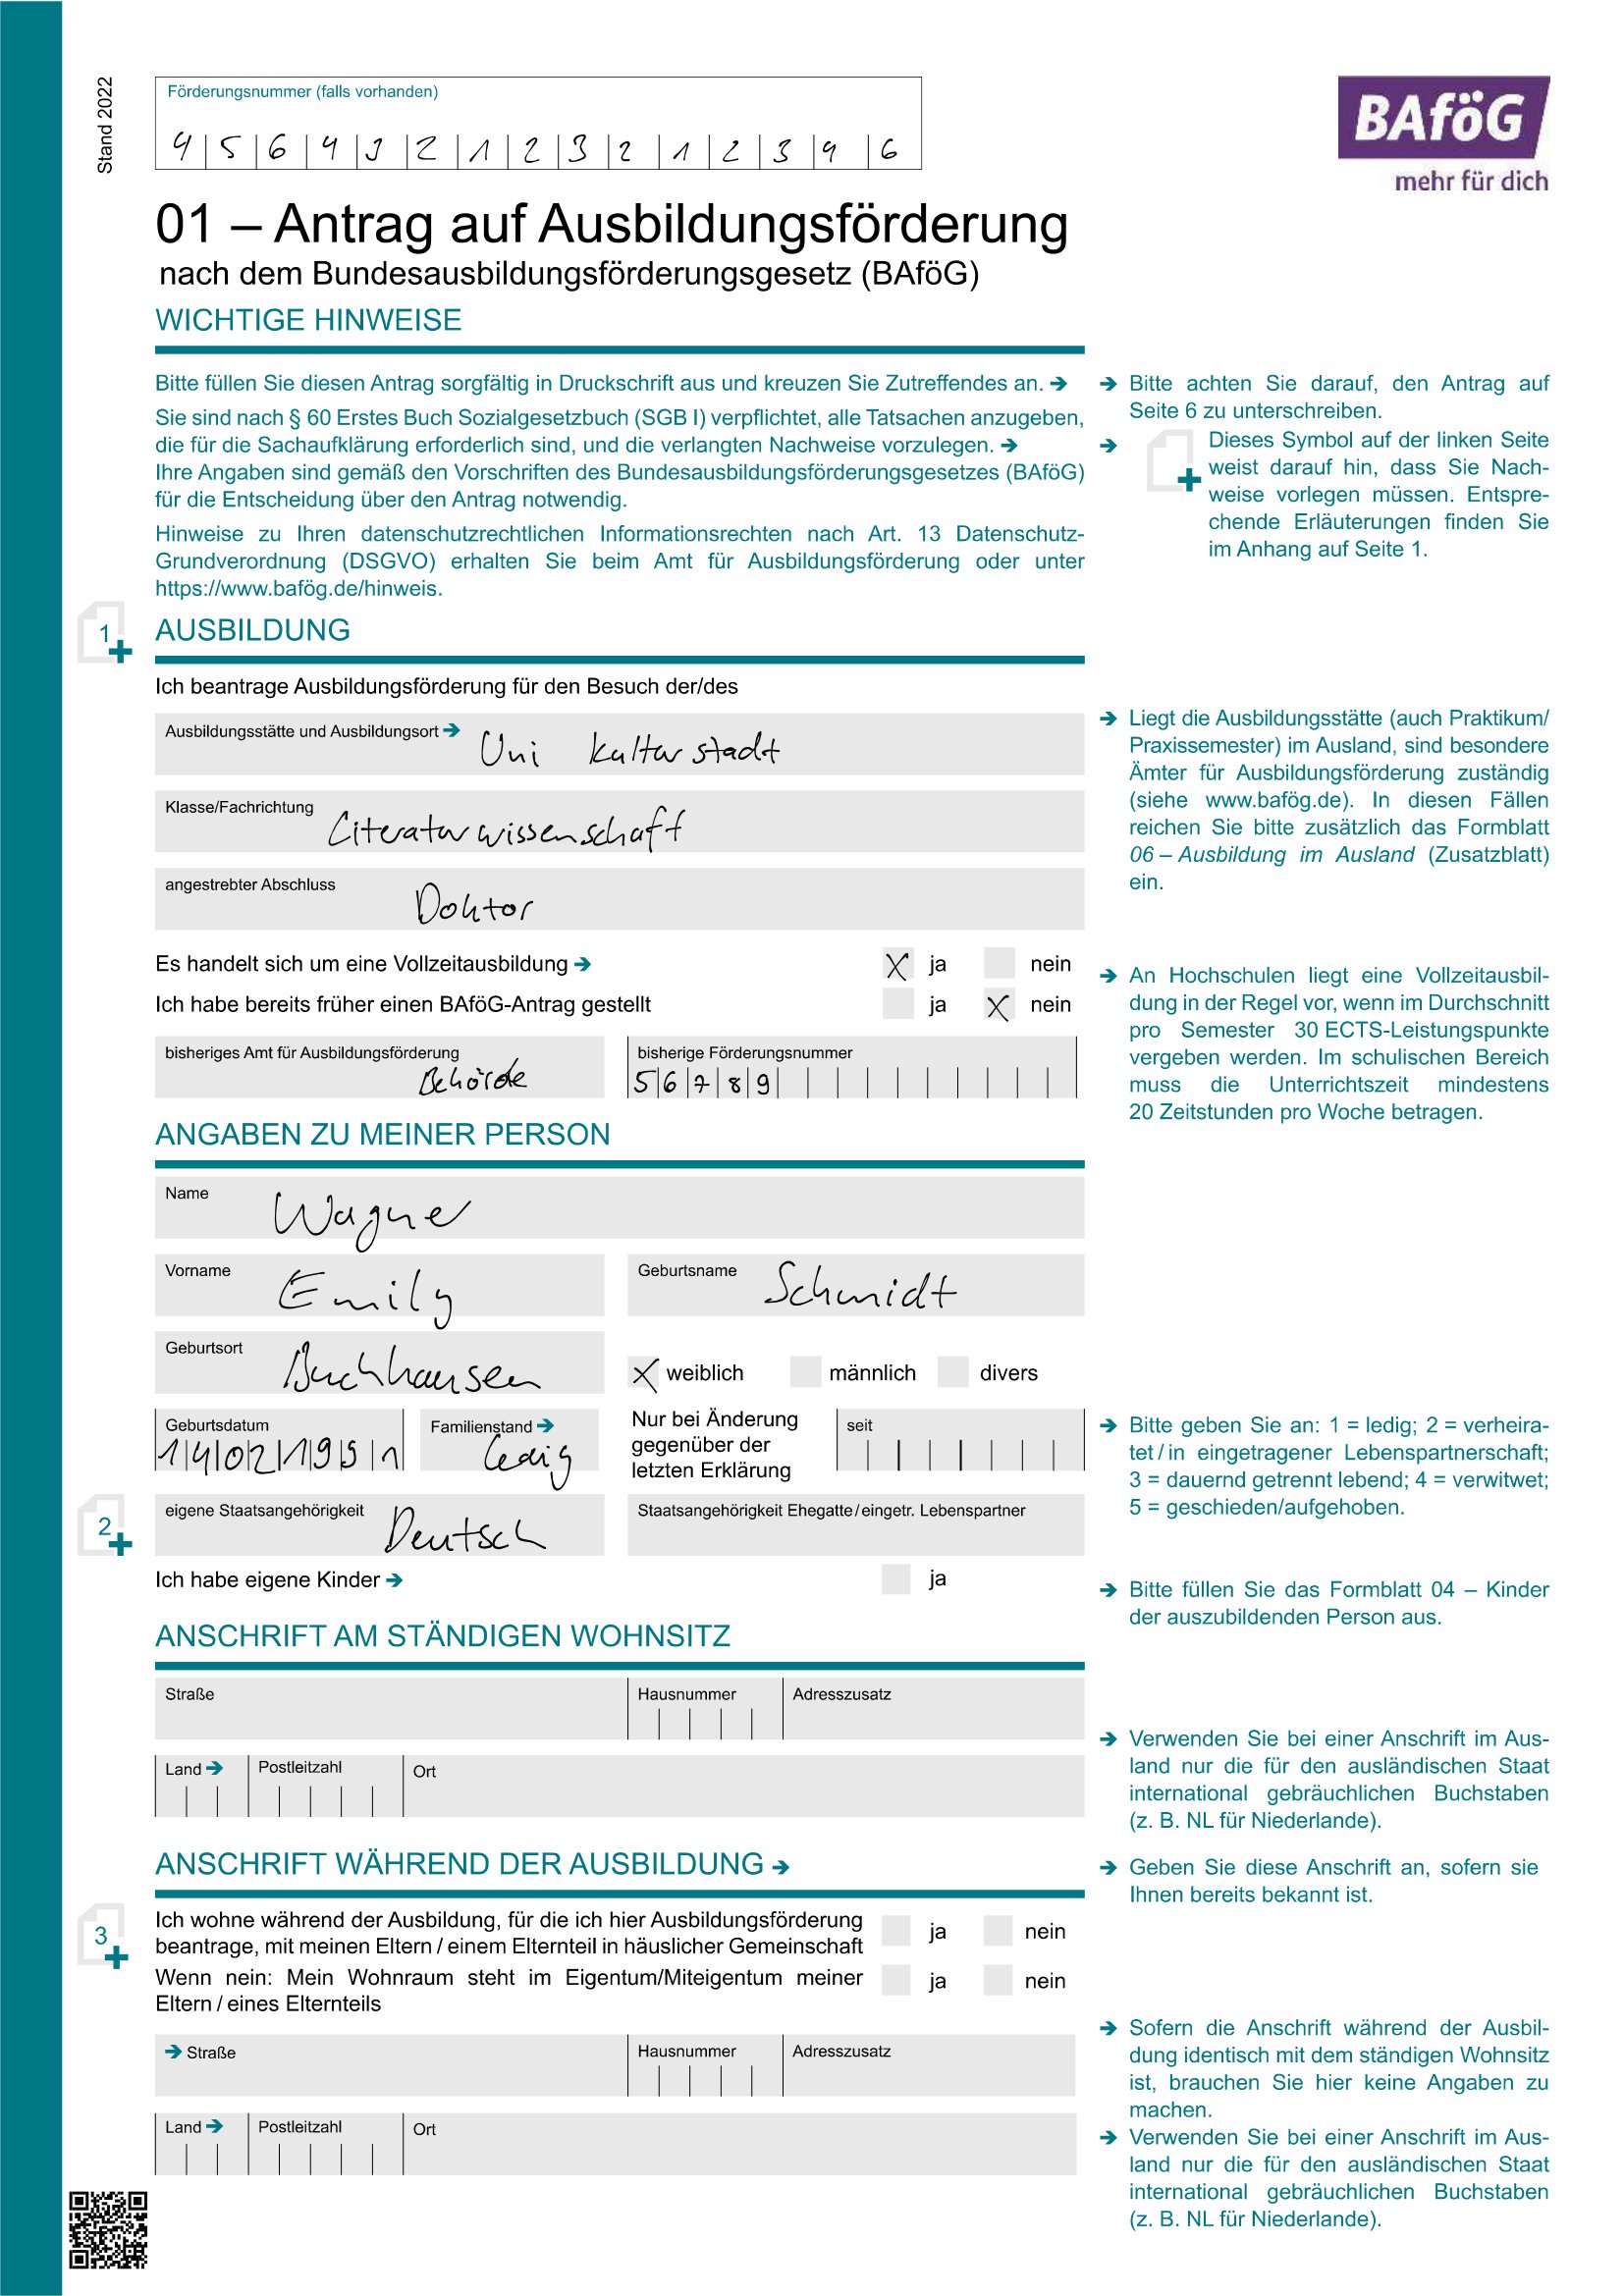 Stand 2022
Förderungsnummer (falls vorhanden)
4 5 6 4 3 2 1 2 3 2 1 2 3 4 6
BAföG
mehr für dich
01 – Antrag auf Ausbildungsförderung
nach dem Bundesausbildungsförderungsgesetz (BAföG)
WICHTIGE HINWEISE
Bitte füllen Sie diesen Antrag sorgfältig in Druckschrift aus und kreuzen Sie Zutreffendes an. ➔
Sie sind nach § 60 Erstes Buch Sozialgesetzbuch (SGB I) verpflichtet, alle Tatsachen anzugeben,
die für die Sachaufklärung erforderlich sind, und die verlangten Nachweise vorzulegen. ➔
Ihre Angaben sind gemäß den Vorschriften des Bundesausbildungsförderungsgesetzes (BAföG)
für die Entscheidung über den Antrag notwendig.
Hinweise zu Ihren datenschutzrechtlichen Informationsrechten nach Art. 13 Datenschutz-
Grundverordnung (DSGVO) erhalten Sie beim Amt für Ausbildungsförderung oder unter
https://www.bafög.de/hinweis.
➔ Bitte achten Sie darauf, den Antrag auf
Seite 6 zu unterschreiben.
➔ Dieses Symbol auf der linken Seite
weist darauf hin, dass Sie Nach-
weise vorlegen müssen. Entspre-
chende Erläuterungen finden Sie
im Anhang auf Seite 1.
1 AUSBILDUNG
Ich beantrage Ausbildungsförderung für den Besuch der/des
Ausbildungsstätte und Ausbildungsort ➔ Uni Kulturstadt
Klasse/Fachrichtung Literaturwissenschaft
angestrebter Abschluss Doktor
➔ Liegt die Ausbildungsstätte (auch Praktikum/
Praxissemester) im Ausland, sind besondere
Ämter für Ausbildungsförderung zuständig
(siehe www.bafög.de). In diesen Fällen
reichen Sie bitte zusätzlich das Formblatt
06 – Ausbildung im Ausland (Zusatzblatt)
ein.
Es handelt sich um eine Vollzeitausbildung ➔ X ja nein
Ich habe bereits früher einen BAföG-Antrag gestellt ja X nein
bisheriges Amt für Ausbildungsförderung
Behörde
bisherige Förderungsnummer
5 6 7 8 9
➔ An Hochschulen liegt eine Vollzeitausbil-
dung in der Regel vor, wenn im Durchschnitt
pro Semester 30 ECTS-Leistungspunkte
vergeben werden. Im schulischen Bereich
muss die Unterrichtszeit mindestens
20 Zeitstunden pro Woche betragen.
ANGABEN ZU MEINER PERSON
Name Wagner
Vorname Emily
Geburtsname Schmidt
Geburtsort Buchhausen
X weiblich männlich divers
Geburtsdatum
14021991
Familienstand ➔
ledig
Nur bei Änderung
gegenüber der
letzten Erklärung
seit
➔ Bitte geben Sie an: 1 = ledig; 2 = verheira-
tet / in eingetragener Lebenspartnerschaft;
3 = dauernd getrennt lebend; 4 = verwitwet;
5 = geschieden/aufgehoben.
2 eigene Staatsangehörigkeit Deutsch
Staatsangehörigkeit Ehegatte / eingetr. Lebenspartner
Ich habe eigene Kinder ➔ ja
➔ Bitte füllen Sie das Formblatt 04 – Kinder
der auszubildenden Person aus.
ANSCHRIFT AM STÄNDIGEN WOHNSITZ
Straße Hausnummer Adresszusatz
Land ➔ Postleitzahl Ort
➔ Verwenden Sie bei einer Anschrift im Aus-
land nur die für den ausländischen Staat
international gebräuchlichen Buchstaben
(z. B. NL für Niederlande).
ANSCHRIFT WÄHREND DER AUSBILDUNG ➔
➔ Geben Sie diese Anschrift an, sofern sie
Ihnen bereits bekannt ist.
3 Ich wohne während der Ausbildung, für die ich hier Ausbildungsförderung
beantrage, mit meinen Eltern / einem Elternteil in häuslicher Gemeinschaft ja nein
Wenn nein: Mein Wohnraum steht im Eigentum/Miteigentum meiner
Eltern / eines Elternteils ja nein
➔ Straße Hausnummer Adresszusatz
Land ➔ Postleitzahl Ort
➔ Sofern die Anschrift während der Ausbil-
dung identisch mit dem ständigen Wohnsitz
ist, brauchen Sie hier keine Angaben zu
machen.
➔ Verwenden Sie bei einer Anschrift im Aus-
land nur die für den ausländischen Staat
international gebräuchlichen Buchstaben
(z. B. NL für Niederlande).